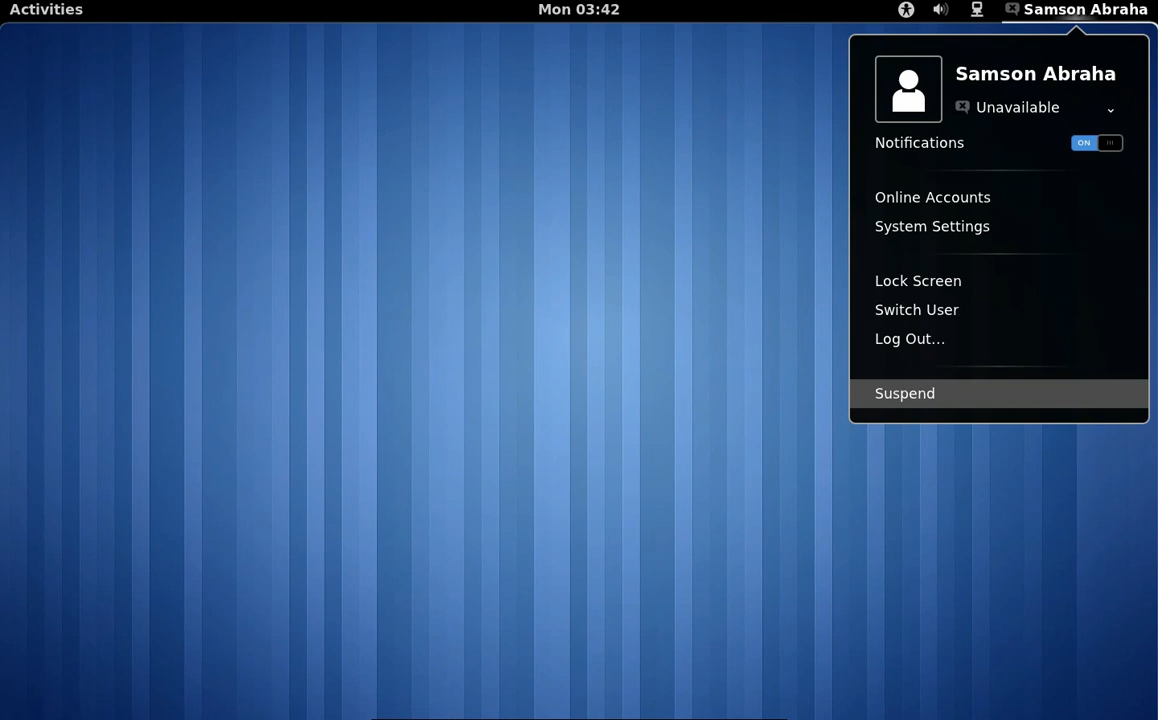 Activities
Mon 03:42
Samson Abraha
Samson Abraha
Unavailable
Notifications
ON
Online Accounts
System Settings
Lock Screen
Switch User
Log Out...
Suspend